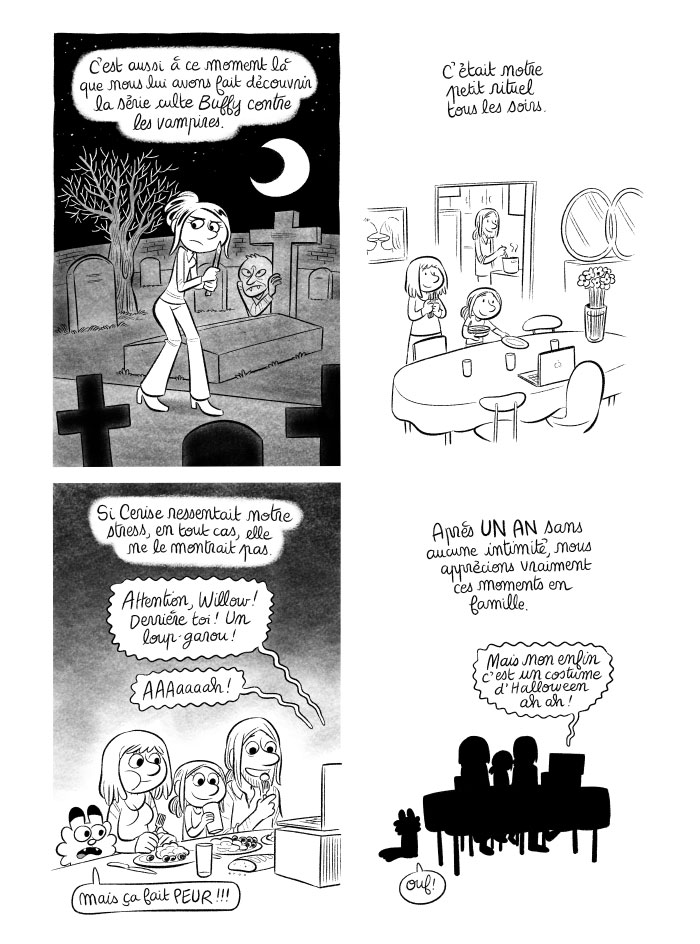 C'est aussi à ce moment là
que nous lui avons fait découvrir
la série culte Buffy contre
les vampires.
C'était notre
petit rituel
tous les soirs.
Si Cerise ressentait notre
stress, en tout cas, elle
ne le montrait pas.
Attention, Willow!
Derrière toi! Un
loup-garou!
AAAaaaah!
mais ça fait PEUR!!!
Après UN AN sans
aucune intimité, nous
apprécions vraiment
ces moments en
famille.
Mais non enfin
c'est un costume
d'Halloween
ah ah!
ouf!